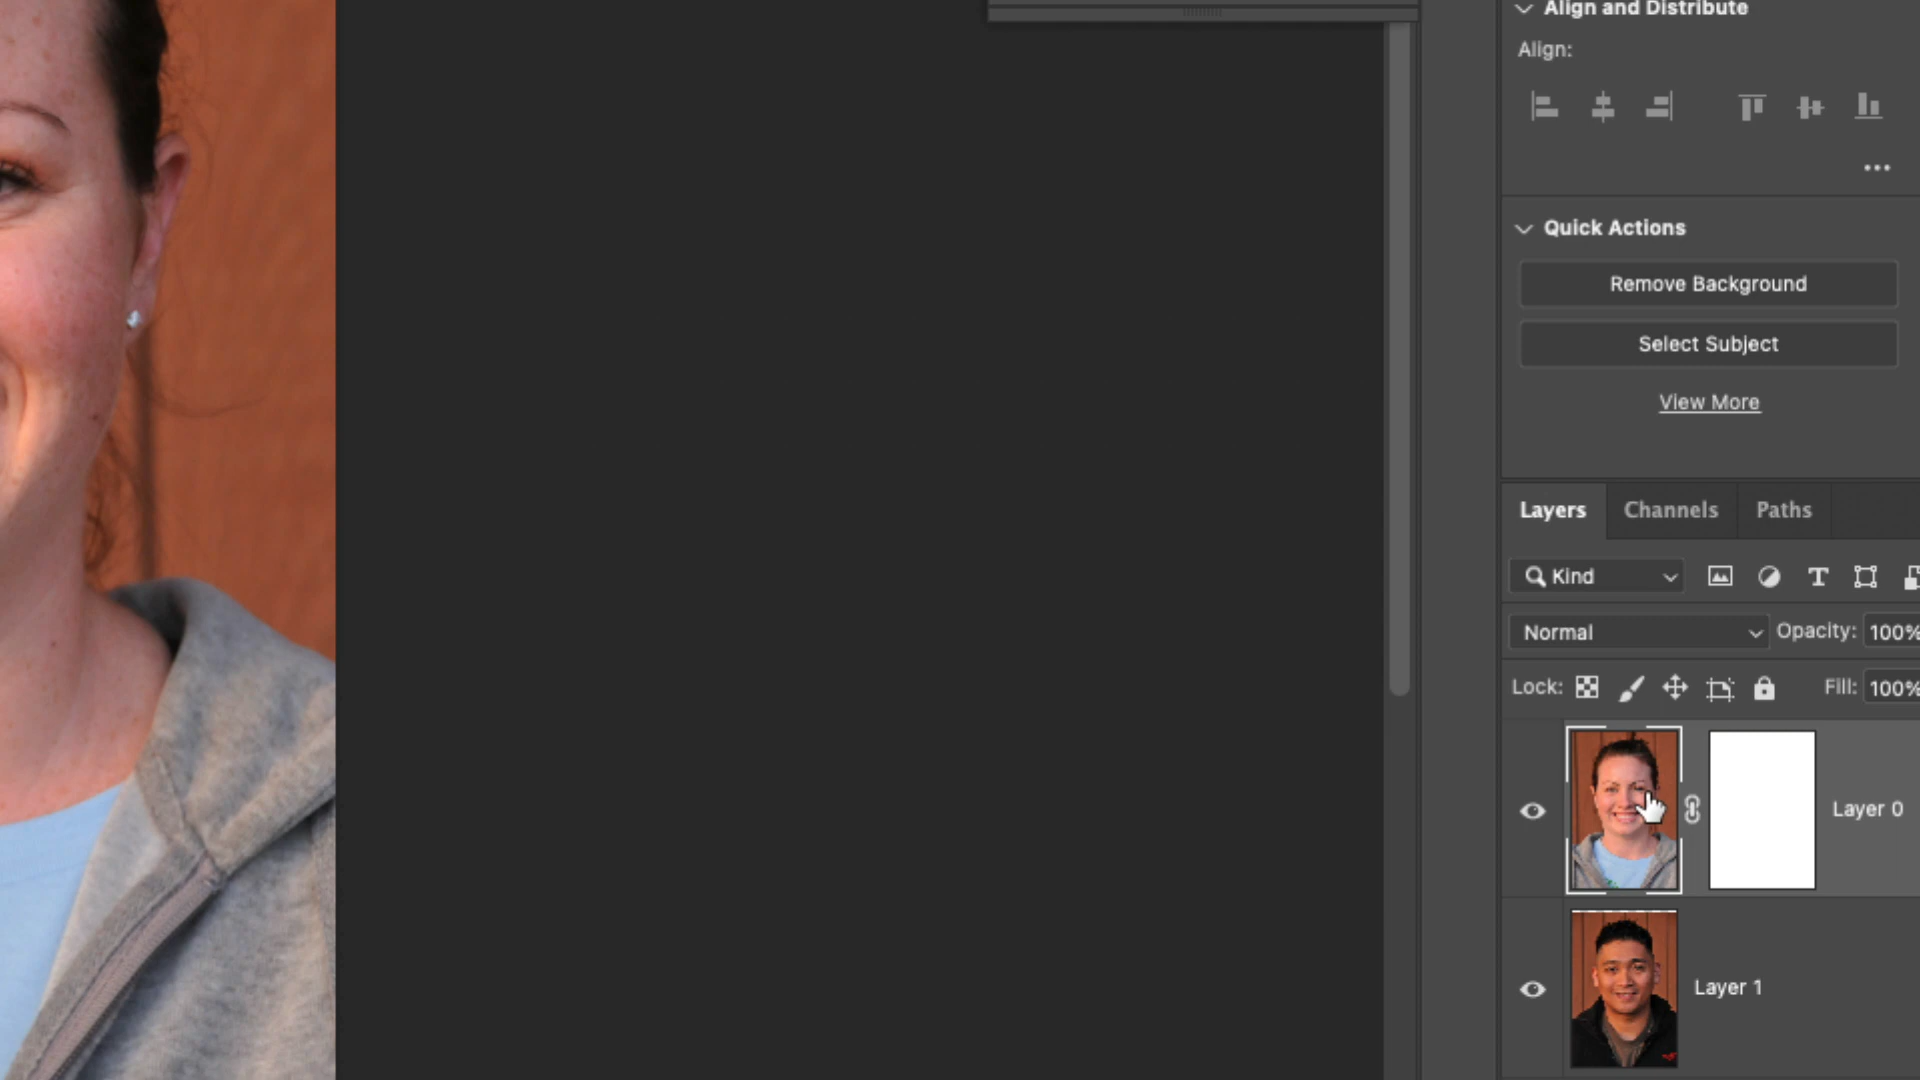 Align and Distribute
Align:
Quick Actions
Remove Background
Select Subject
View More
Layers Channels Paths
Kind
Normal Opacity: 100%
Lock: Fill: 100%
Layer 0
Layer 1